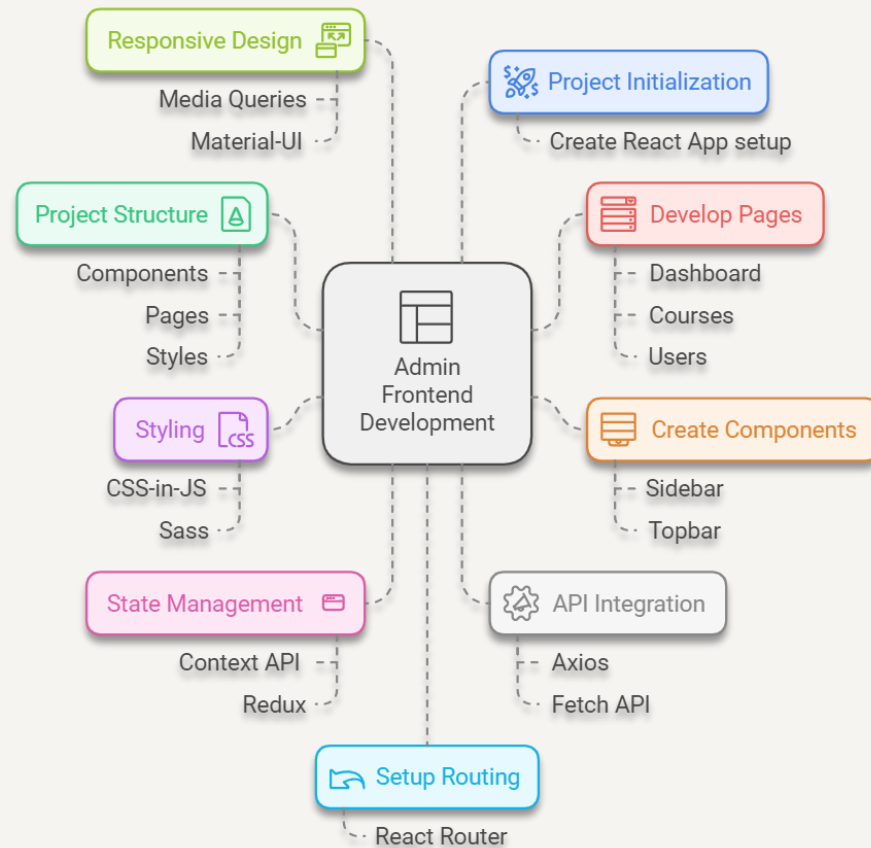 Responsive Design
Media Queries
Material-UI
Project Initialization
Create React App setup
Project Structure
Components
Pages
Styles
Develop Pages
Dashboard
Courses
Users
Admin
Frontend
Development
Styling
CSS
CSS-in-JS
Sass
Create Components
Sidebar
Topbar
State Management
Context API
Redux
API Integration
Axios
Fetch API
Setup Routing
React Router